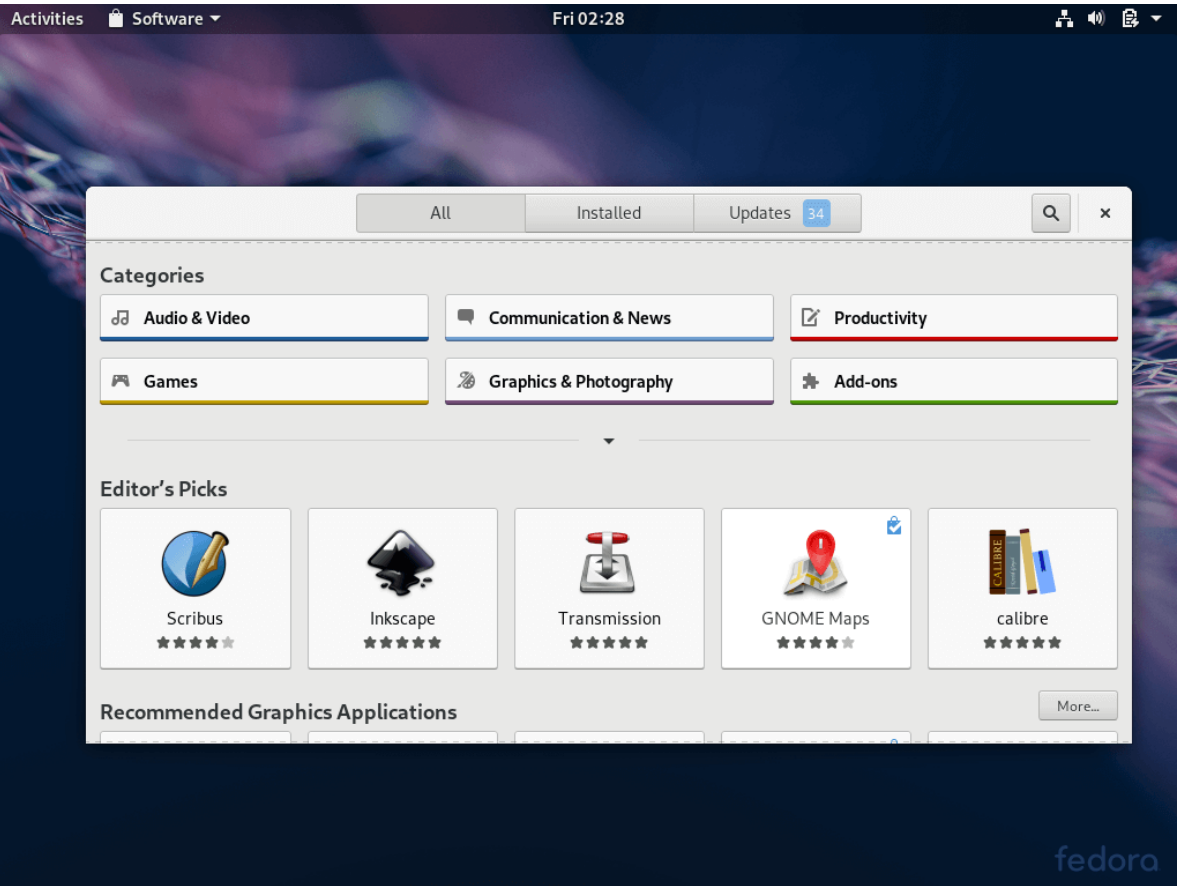 Activities Software Fri 02:28
All Installed Updates 34
Categories
Audio & Video Communication & News Productivity
Games Graphics & Photography Add-ons
Editor’s Picks
CALIBRE
Scribus Inkscape Transmission GNOME Maps calibre
Recommended Graphics Applications More…
fedora